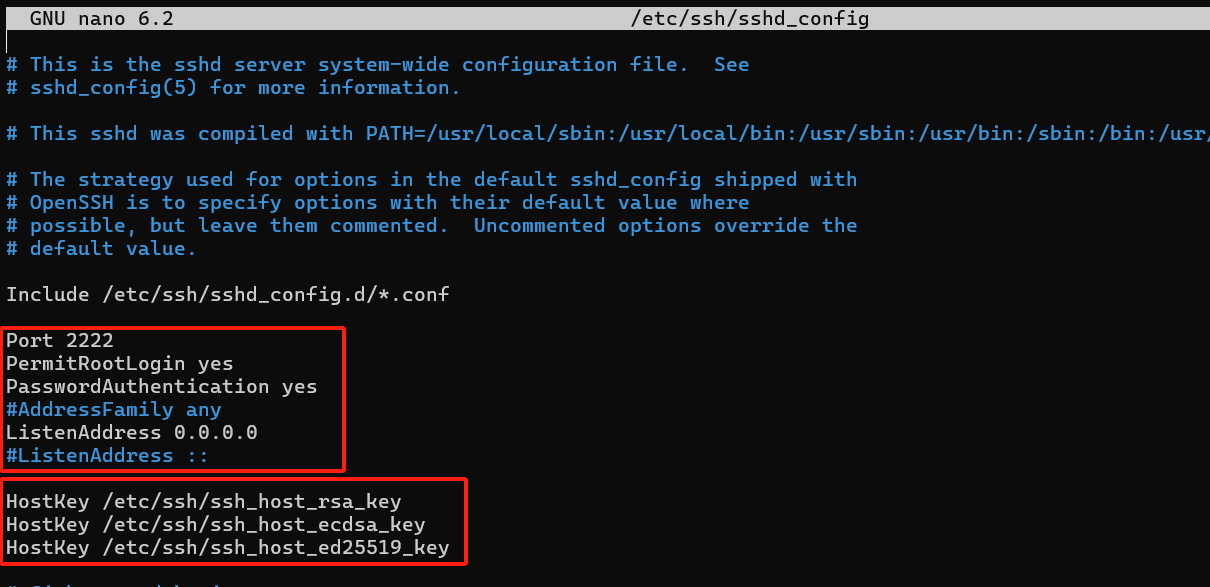 GNU nano 6.2 /etc/ssh/sshd_config
# This is the sshd server system-wide configuration file.  See
# sshd_config(5) for more information.
# This sshd was compiled with PATH=/usr/local/sbin:/usr/local/bin:/usr/sbin:/usr/bin:/sbin:/bin:/usr/
# The strategy used for options in the default sshd_config shipped with
# OpenSSH is to specify options with their default value where
# possible, but leave them commented.  Uncommented options override the
# default value.
Include /etc/ssh/sshd_config.d/*.conf
Port 2222
PermitRootLogin yes
PasswordAuthentication yes
#AddressFamily any
ListenAddress 0.0.0.0
#ListenAddress ::
HostKey /etc/ssh/ssh_host_rsa_key
HostKey /etc/ssh/ssh_host_ecdsa_key
HostKey /etc/ssh/ssh_host_ed25519_key